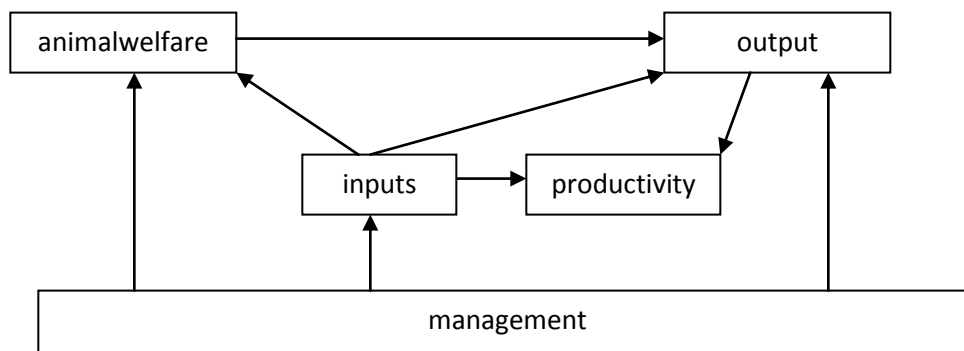 animalwelfare
output
inputs
productivity
management